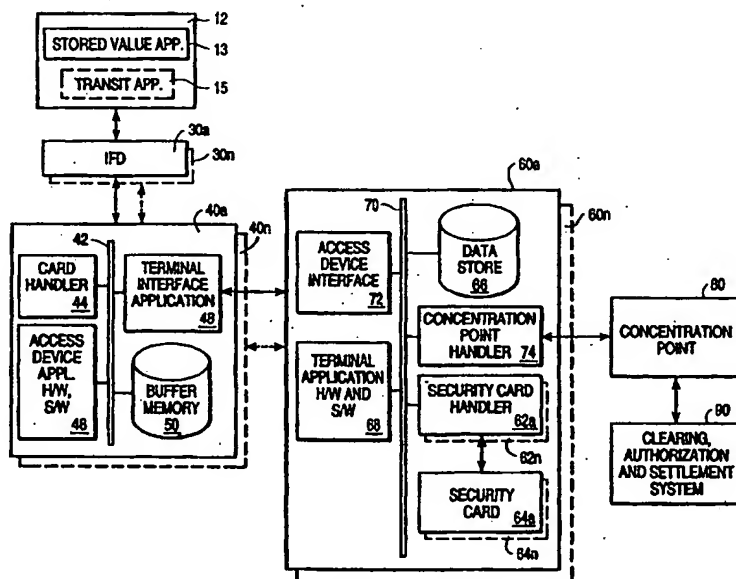 12
STORED VALUE APP.
13
TRANSIT APP.
15
30a
IFD
30n
40a
42
40n
CARD HANDLER
44
TERMINAL INTERFACE APPLICATION
48
ACCESS DEVICE APPL. H/W, S/W
48
BUFFER MEMORY
50
60a
70
60n
ACCESS DEVICE INTERFACE
72
DATA STORE
66
TERMINAL APPLICATION H/W AND S/W
68
CONCENTRATION POINT HANDLER
74
SECURITY CARD HANDLER
62a
62n
SECURITY CARD
64a
64n
80
CONCENTRATION POINT
90
CLEARING, AUTHORIZATION AND SETTLEMENT SYSTEM